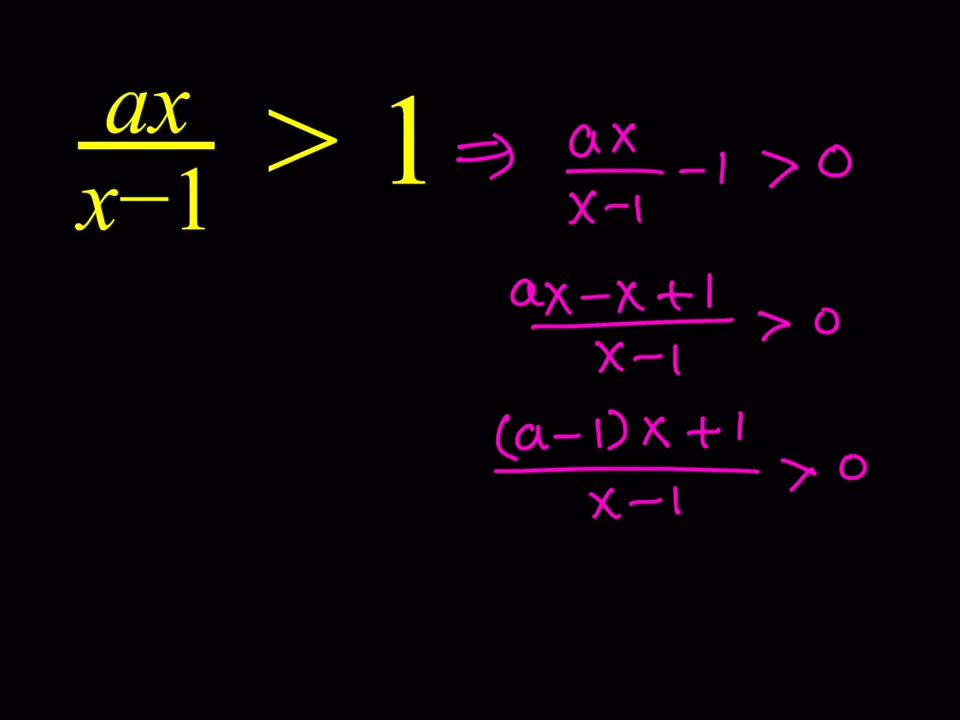 ax/(x−1) > 1 ⇒ ax/(x−1) −1 > 0
(ax−x+1)/(x−1) > 0
((a−1)x+1)/(x−1) > 0